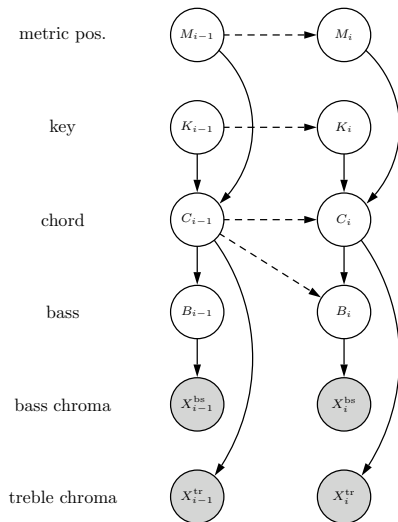 metric pos. M_{i−1} M_i
key K_{i−1} K_i
chord C_{i−1} C_i
bass B_{i−1} B_i
bass chroma X^{bs}_{i−1} X^{bs}_i
treble chroma X^{tr}_{i−1} X^{tr}_i